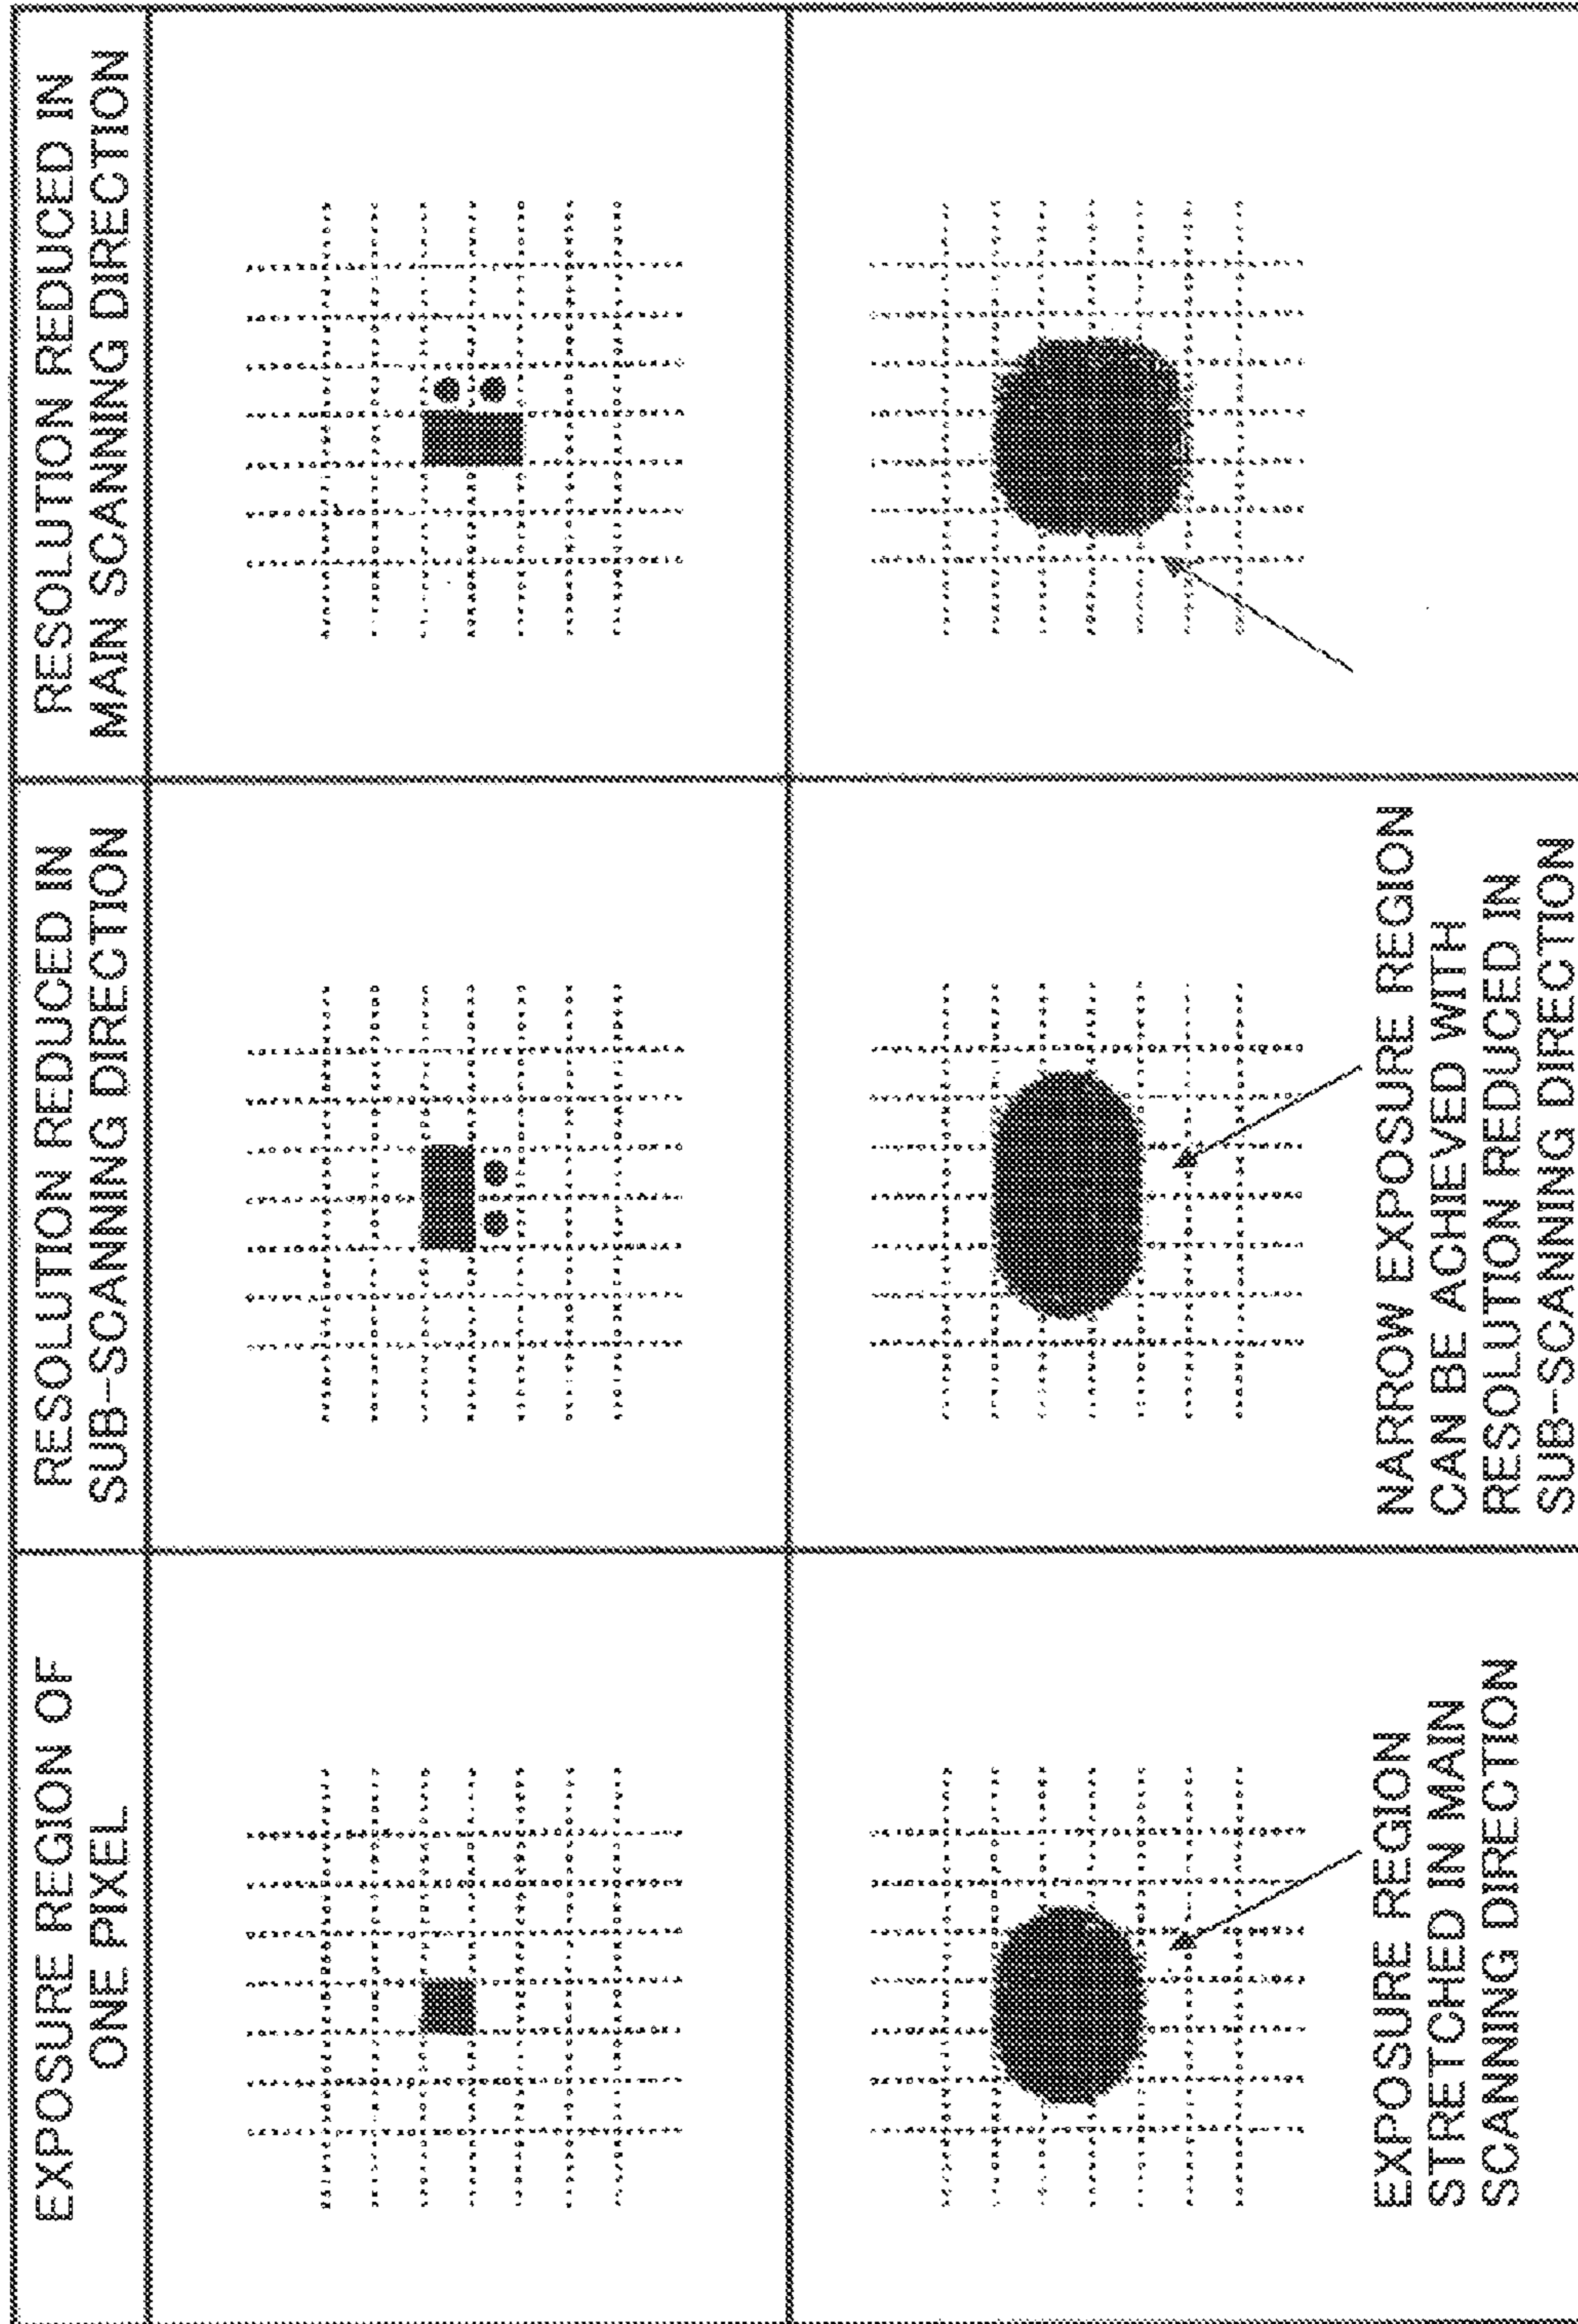 EXPOSURE REGION OF
ONE PIXEL
RESOLUTION REDUCED IN
SUB-SCANNING DIRECTION
RESOLUTION REDUCED IN
MAIN SCANNING DIRECTION
EXPOSURE REGION
STRETCHED IN MAIN
SCANNING DIRECTION
NARROW EXPOSURE REGION
CAN BE ACHIEVED WITH
RESOLUTION REDUCED IN
SUB-SCANNING DIRECTION